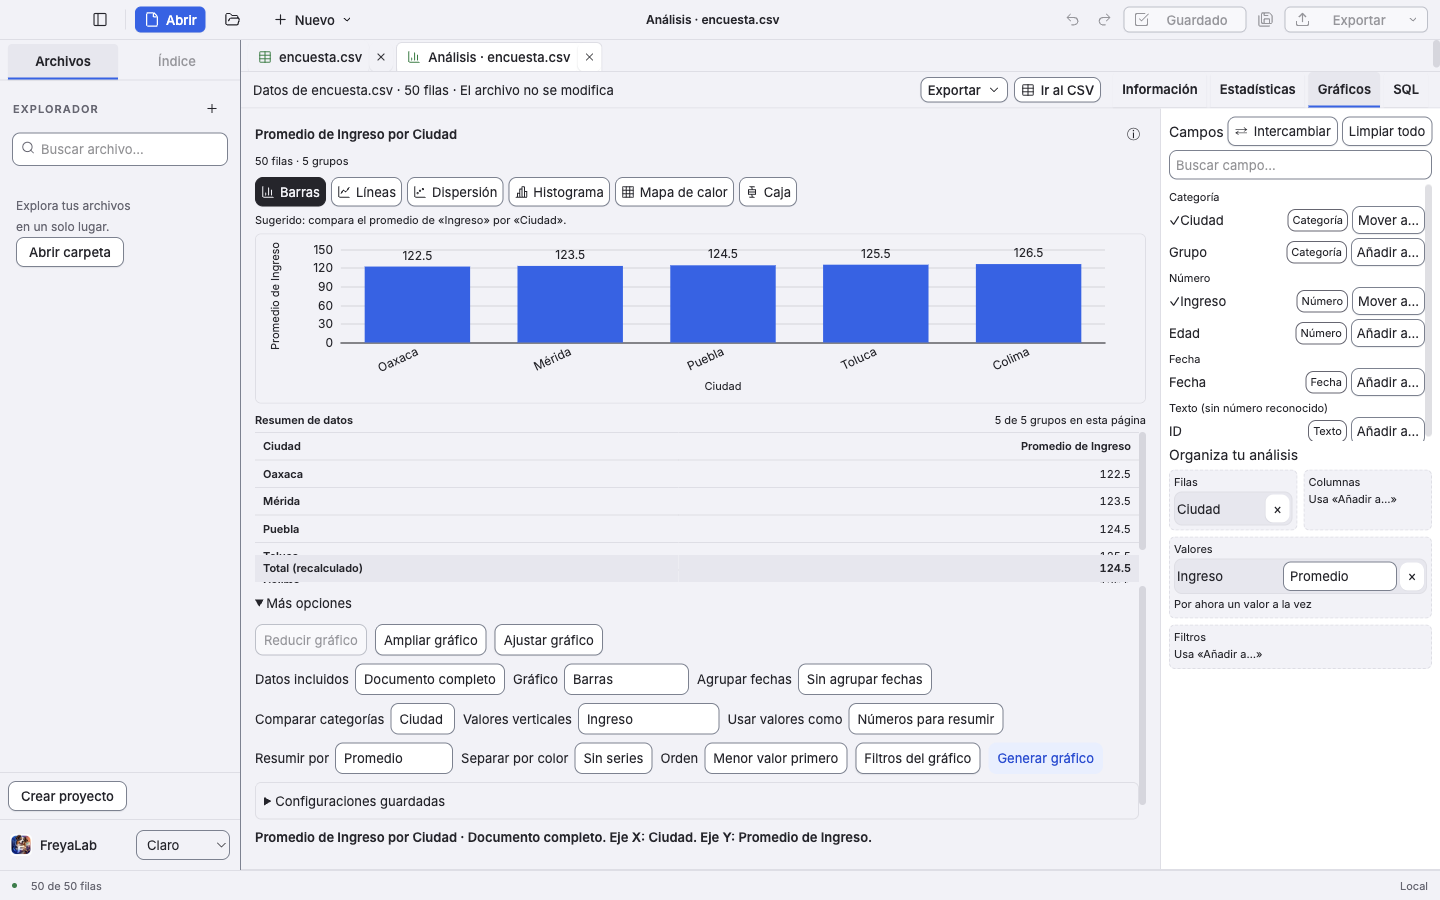 Abrir
Nuevo
Análisis · encuesta.csv
Guardado
Exportar
Archivos
Índice
encuesta.csv
Análisis · encuesta.csv
EXPLORADOR
Buscar archivo...
Explora tus archivos
en un solo lugar.
Abrir carpeta
Crear proyecto
FreyaLab
Claro
Datos de encuesta.csv · 50 filas · El archivo no se modifica
Exportar
Ir al CSV
Información
Estadísticas
Gráficos
SQL
Promedio de Ingreso por Ciudad
50 filas · 5 grupos
Barras
Líneas
Dispersión
Histograma
Mapa de calor
Caja
Sugerido: compara el promedio de «Ingreso» por «Ciudad».
Promedio de Ingreso
150
120
90
60
30
0
122.5
123.5
124.5
125.5
126.5
Oaxaca
Mérida
Puebla
Toluca
Colima
Ciudad
Resumen de datos
5 de 5 grupos en esta página
Ciudad
Promedio de Ingreso
Oaxaca
122.5
Mérida
123.5
Puebla
124.5
Total (recalculado)
124.5
Más opciones
Reducir gráfico
Ampliar gráfico
Ajustar gráfico
Datos incluidos
Documento completo
Gráfico
Barras
Agrupar fechas
Sin agrupar fechas
Comparar categorías
Ciudad
Valores verticales
Ingreso
Usar valores como
Números para resumir
Resumir por
Promedio
Separar por color
Sin series
Orden
Menor valor primero
Filtros del gráfico
Generar gráfico
Configuraciones guardadas
Promedio de Ingreso por Ciudad · Documento completo. Eje X: Ciudad. Eje Y: Promedio de Ingreso.
Campos
Intercambiar
Limpiar todo
Buscar campo...
Categoría
✓Ciudad
Categoría
Mover a...
Grupo
Categoría
Añadir a...
Número
✓Ingreso
Número
Mover a...
Edad
Número
Añadir a...
Fecha
Fecha
Fecha
Añadir a...
Texto (sin número reconocido)
ID
Texto
Añadir a...
Organiza tu análisis
Filas
Ciudad
×
Columnas
Usa «Añadir a...»
Valores
Ingreso
Promedio
×
Por ahora un valor a la vez
Filtros
Usa «Añadir a...»
50 de 50 filas
Local